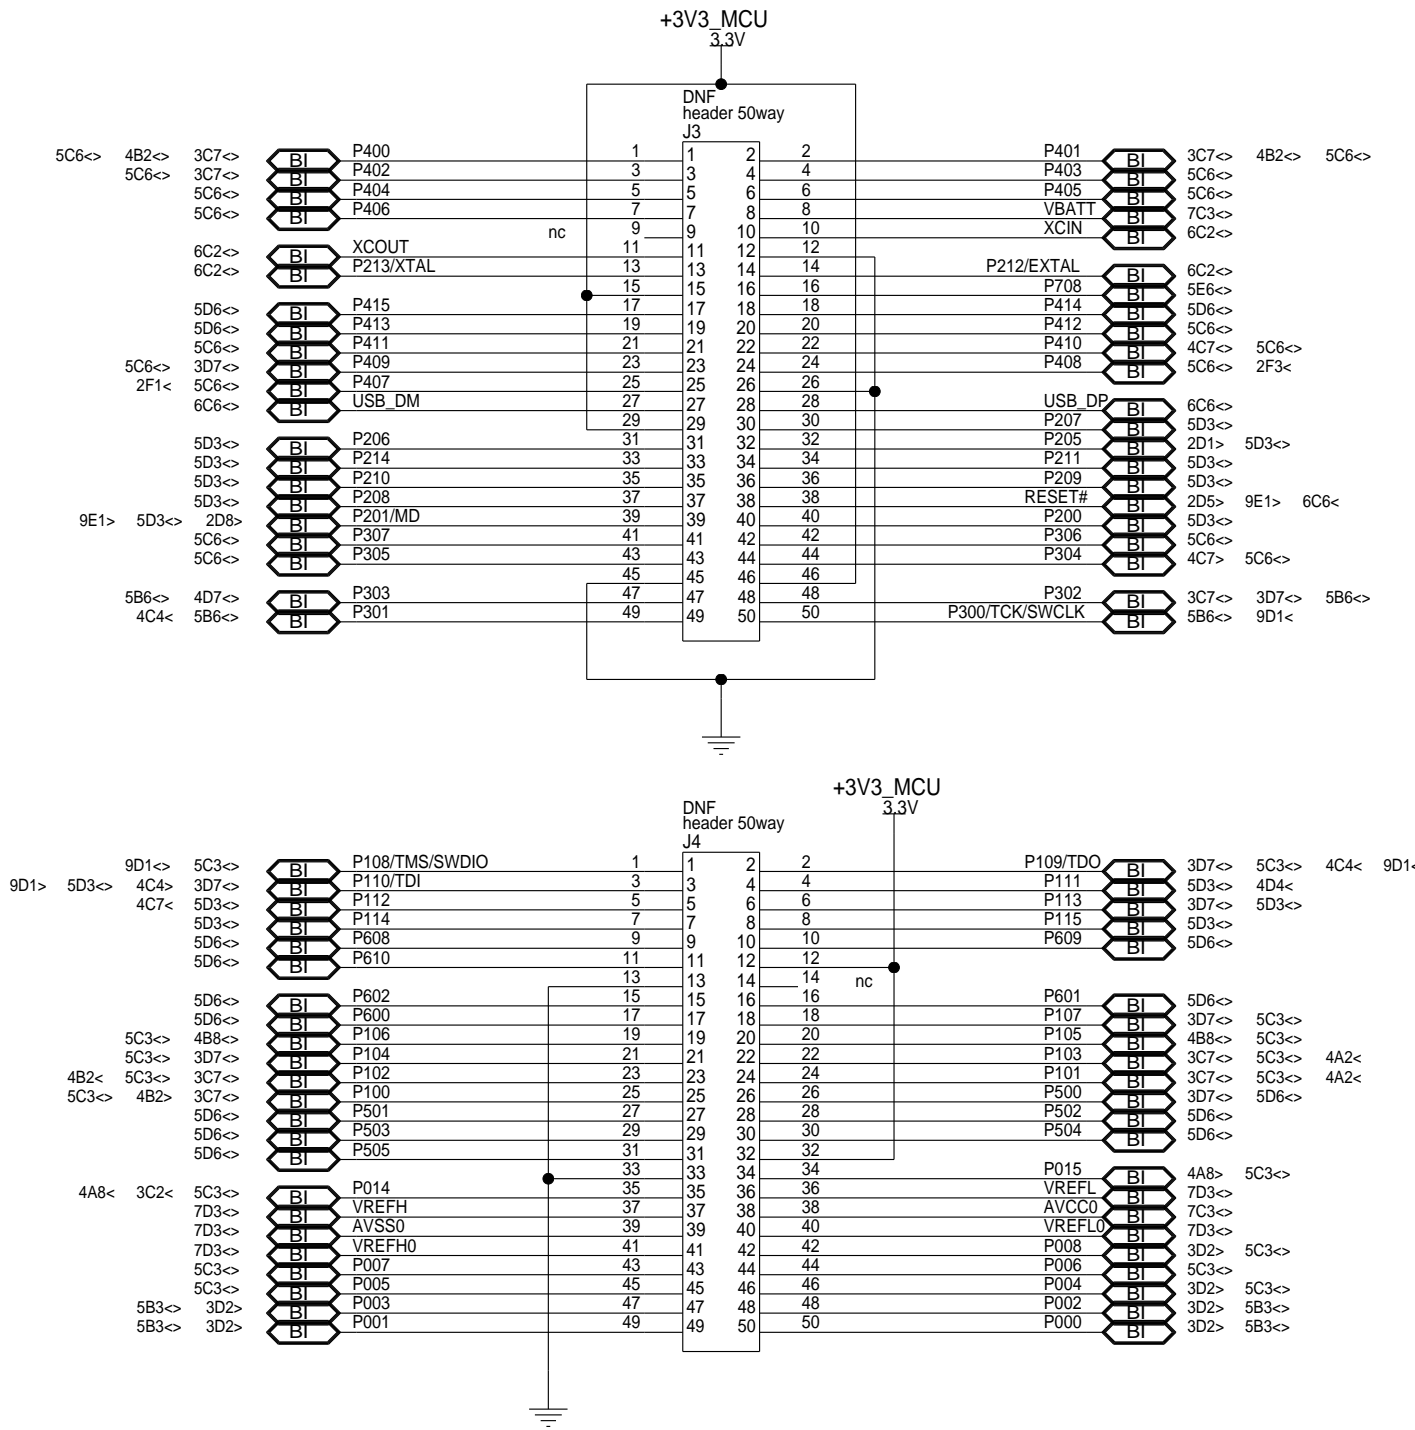 +3V3_MCU
3.3V
DNF
header 50way
J3
5C6<> 4B2<> 3C7<> BI P400 1 1 2 2 P401 BI 3C7<> 4B2<> 5C6<>
5C6<> 3C7<> BI P402 3 3 4 4 P403 BI 5C6<>
5C6<> BI P404 5 5 6 6 P405 BI 5C6<>
5C6<> BI P406 7 7 8 8 VBATT BI 7C3<>
nc 9 9 10 10 XCIN BI 6C2<>
6C2<> BI XCOUT 11 11 12 12
6C2<> BI P213/XTAL 13 13 14 14 P212/EXTAL BI 6C2<>
15 15 16 16 P708 BI 5E6<>
5D6<> BI P415 17 17 18 18 P414 BI 5D6<>
5D6<> BI P413 19 19 20 20 P412 BI 5C6<>
5C6<> BI P411 21 21 22 22 P410 BI 4C7<> 5C6<>
5C6<> 3D7<> BI P409 23 23 24 24 P408 BI 5C6<> 2F3<
2F1< 5C6<> BI P407 25 25 26 26
6C6<> BI USB_DM 27 27 28 28 USB_DP BI 6C6<>
29 29 30 30 P207 BI 5D3<>
5D3<> BI P206 31 31 32 32 P205 BI 2D1> 5D3<>
5D3<> BI P214 33 33 34 34 P211 BI 5D3<>
5D3<> BI P210 35 35 36 36 P209 BI 5D3<>
5D3<> BI P208 37 37 38 38 RESET# BI 2D5> 9E1> 6C6<
9E1> 5D3<> 2D8> BI P201/MD 39 39 40 40 P200 BI 5D3<>
5C6<> BI P307 41 41 42 42 P306 BI 5C6<>
5C6<> BI P305 43 43 44 44 P304 BI 4C7> 5C6<>
45 45 46 46
5B6<> 4D7<> BI P303 47 47 48 48 P302 BI 3C7<> 3D7<> 5B6<>
4C4< 5B6<> BI P301 49 49 50 50 P300/TCK/SWCLK BI 5B6<> 9D1<
+3V3_MCU
3.3V
DNF
header 50way
J4
9D1<> 5C3<> BI P108/TMS/SWDIO 1 1 2 2 P109/TDO BI 3D7<> 5C3<> 4C4< 9D1<
9D1> 5D3<> 4C4> 3D7<> BI P110/TDI 3 3 4 4 P111 BI 5D3<> 4D4<
4C7< 5D3<> BI P112 5 5 6 6 P113 BI 3D7<> 5D3<>
5D3<> BI P114 7 7 8 8 P115 BI 5D3<>
5D6<> BI P608 9 9 10 10 P609 BI 5D6<>
5D6<> BI P610 11 11 12 12
13 13 14 14 nc
5D6<> BI P602 15 15 16 16 P601 BI 5D6<>
5D6<> BI P600 17 17 18 18 P107 BI 3D7<> 5C3<>
5C3<> 4B8<> BI P106 19 19 20 20 P105 BI 4B8<> 5C3<>
5C3<> 3D7<> BI P104 21 21 22 22 P103 BI 3C7<> 5C3<> 4A2<
4B2< 5C3<> 3C7<> BI P102 23 23 24 24 P101 BI 3C7<> 5C3<> 4A2<
5C3<> 4B2> 3C7<> BI P100 25 25 26 26 P500 BI 3D7<> 5D6<>
5D6<> BI P501 27 27 28 28 P502 BI 5D6<>
5D6<> BI P503 29 29 30 30 P504 BI 5D6<>
5D6<> BI P505 31 31 32 32
33 33 34 34 P015 BI 4A8> 5C3<>
4A8< 3C2< 5C3<> BI P014 35 35 36 36 VREFL BI 7D3<>
7D3<> BI VREFH 37 37 38 38 AVCC0 BI 7C3<>
7D3<> BI AVSS0 39 39 40 40 VREFL0 BI 7D3<>
7D3<> BI VREFH0 41 41 42 42 P008 BI 3D2> 5C3<>
5C3<> BI P007 43 43 44 44 P006 BI 5C3<>
5C3<> BI P005 45 45 46 46 P004 BI 3D2> 5C3<>
5B3<> 3D2> BI P003 47 47 48 48 P002 BI 3D2> 5B3<>
5B3<> 3D2> BI P001 49 49 50 50 P000 BI 3D2> 5B3<>